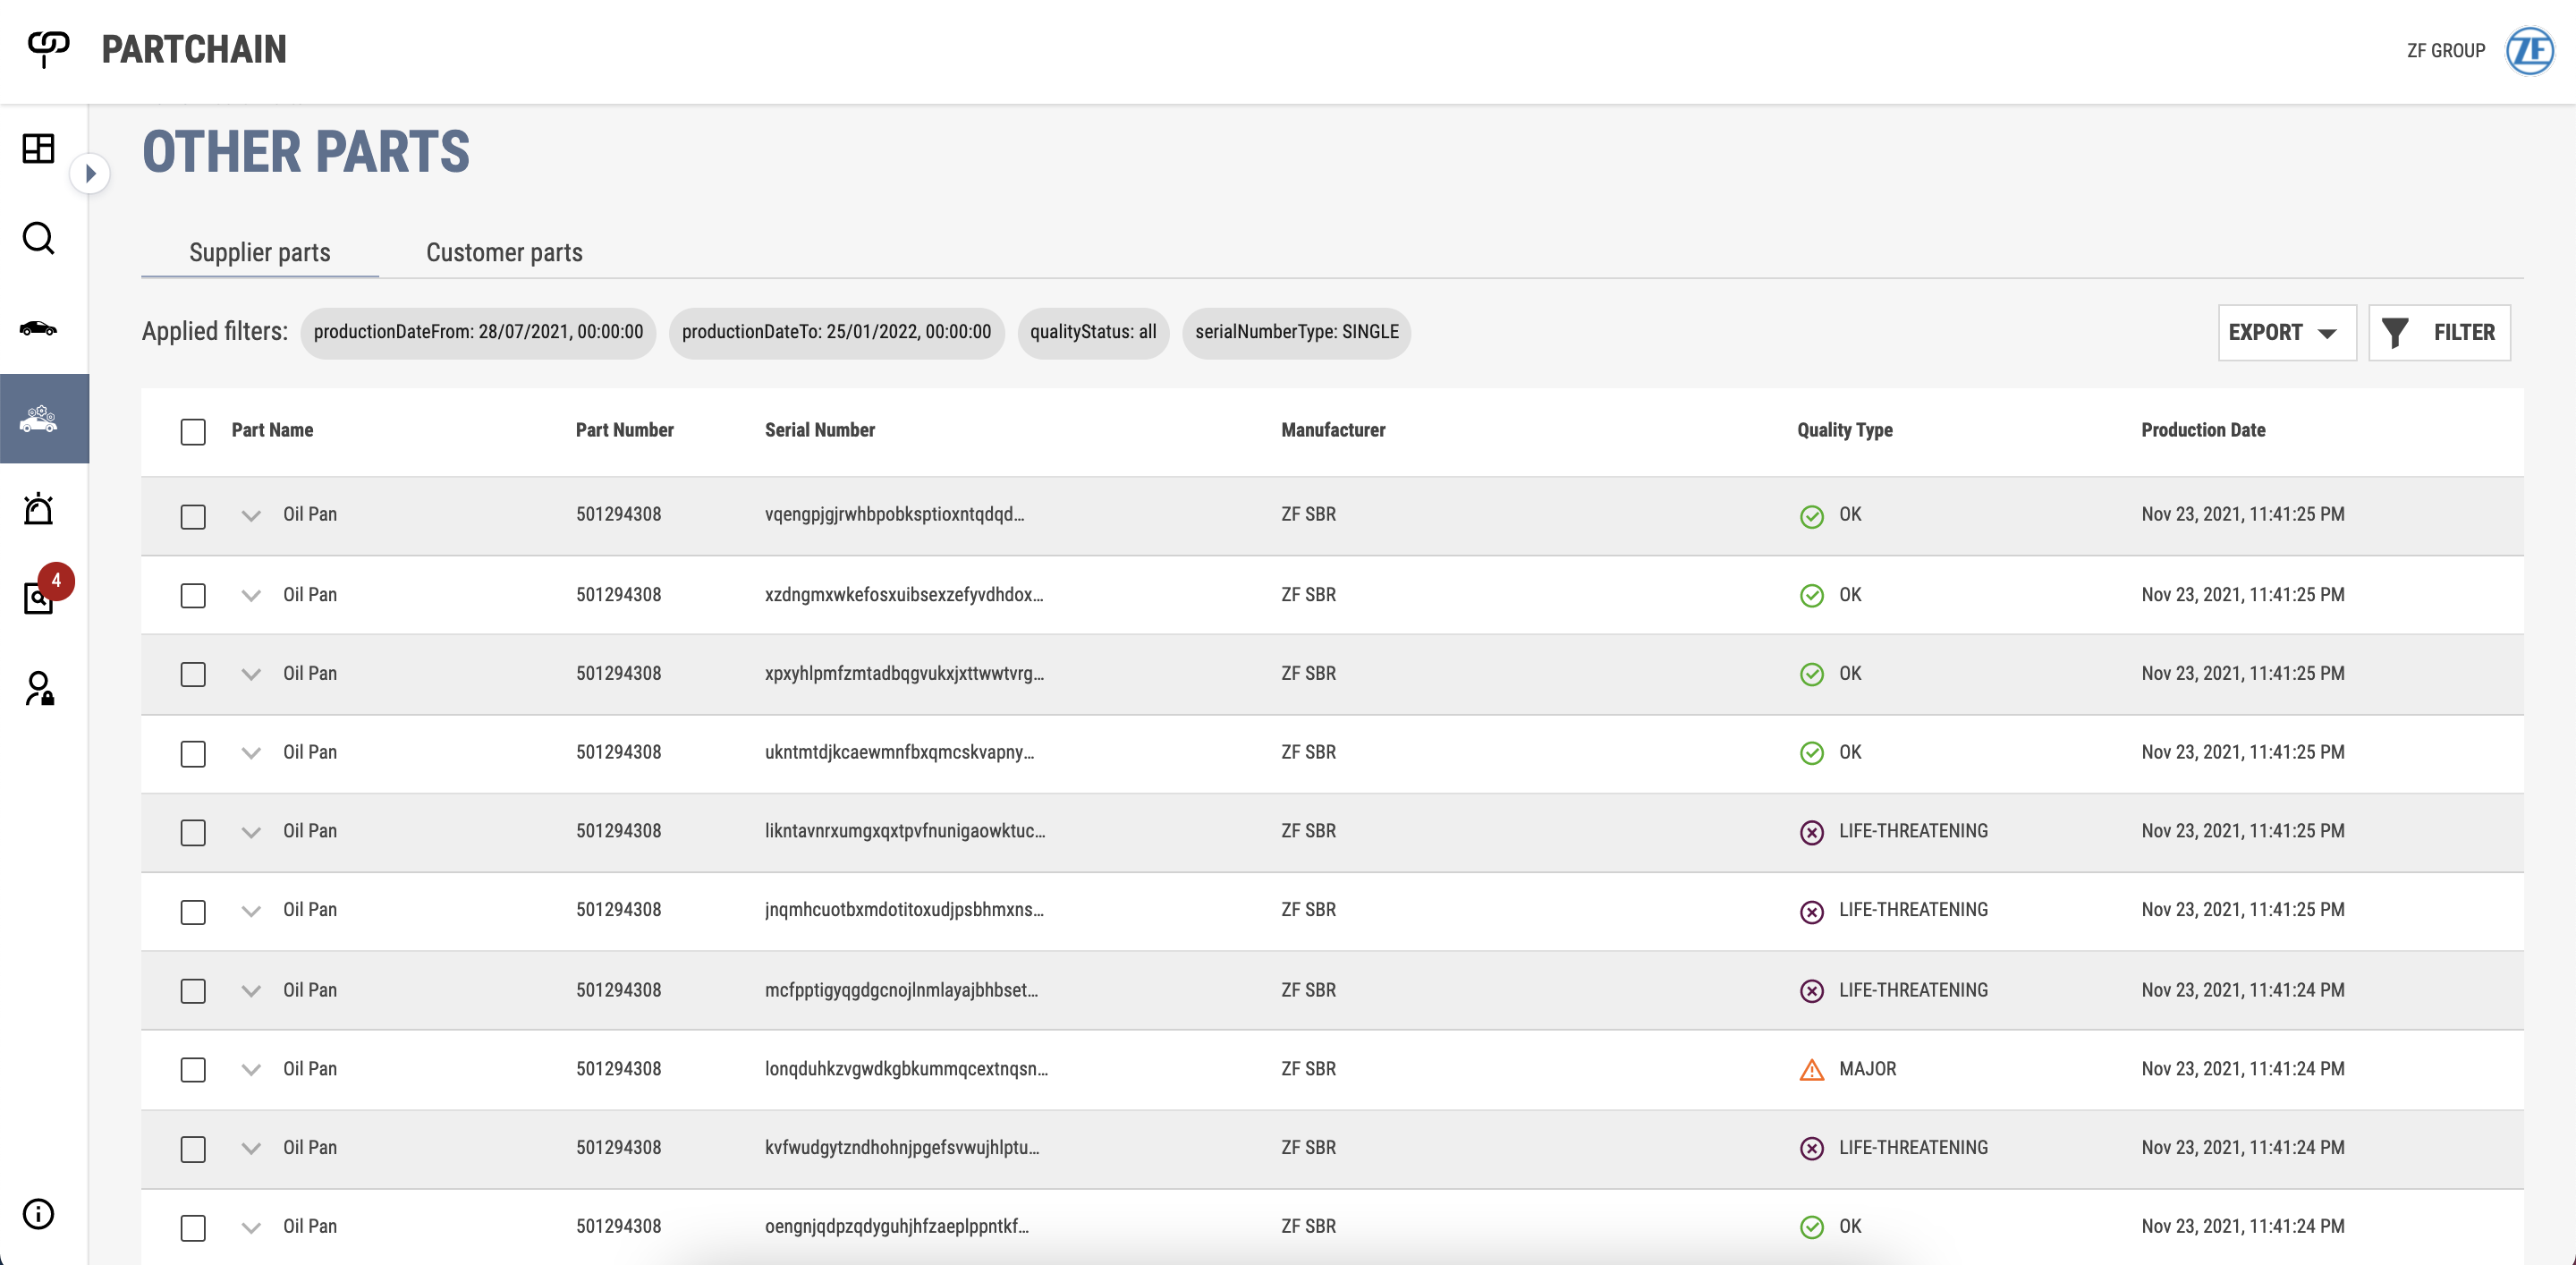 PARTCHAIN
ZF GROUP
ZF
OTHER PARTS
Supplier parts Customer parts
Applied filters: productionDateFrom: 28/07/2021, 00:00:00 productionDateTo: 25/01/2022, 00:00:00 qualityStatus: all serialNumberType: SINGLE EXPORT FILTER
Part Name Part Number Serial Number Manufacturer Quality Type Production Date
Oil Pan 501294308 vqengpjgjrwhbpobksptioxntqdqd... ZF SBR OK Nov 23, 2021, 11:41:25 PM
Oil Pan 501294308 xzdngmxwkefosxuibsexzefyvdhdox... ZF SBR OK Nov 23, 2021, 11:41:25 PM
Oil Pan 501294308 xpxyhlpmfzmtadbqgvukxjxttwwtvrg... ZF SBR OK Nov 23, 2021, 11:41:25 PM
Oil Pan 501294308 ukntmtdjkcaewmnfbxqmcskvapny... ZF SBR OK Nov 23, 2021, 11:41:25 PM
Oil Pan 501294308 likntavnrxumgxqxtpvfnunigaowktuc... ZF SBR LIFE-THREATENING Nov 23, 2021, 11:41:25 PM
Oil Pan 501294308 jnqmhcuotbxmdotitoxudjpsbhmxns... ZF SBR LIFE-THREATENING Nov 23, 2021, 11:41:25 PM
4
Oil Pan 501294308 mcfpptigyqgdgcnojlnmlayajbhbset... ZF SBR LIFE-THREATENING Nov 23, 2021, 11:41:24 PM
Oil Pan 501294308 lonqduhkzvgwdkgbkummqcextnqsn... ZF SBR MAJOR Nov 23, 2021, 11:41:24 PM
Oil Pan 501294308 kvfwudgytzndhohnjpgefsvwujhlptu... ZF SBR LIFE-THREATENING Nov 23, 2021, 11:41:24 PM
Oil Pan 501294308 oengnjqdpzqdyguhjhfzaeplppntkf... ZF SBR OK Nov 23, 2021, 11:41:24 PM